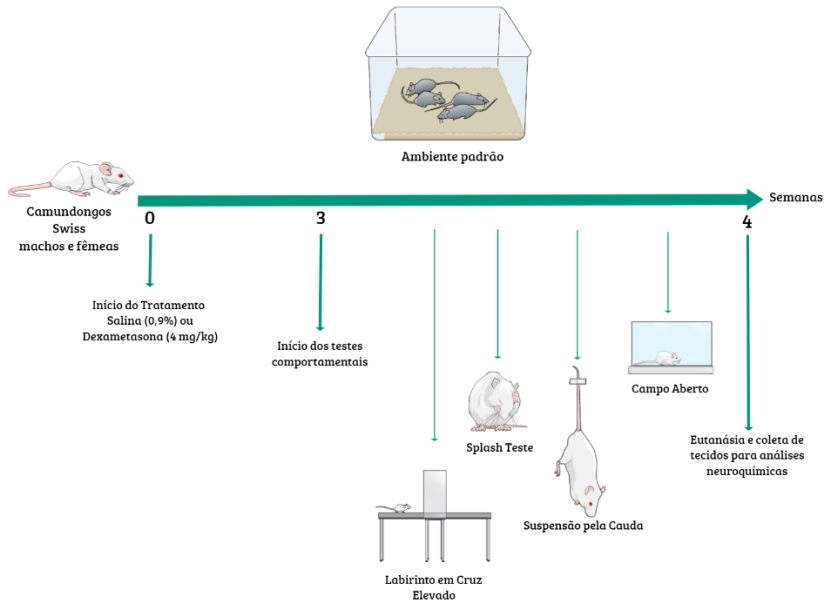 Ambiente padrão
Semanas
Camundongos
Swiss
machos e fêmeas
0
3
4
Início do Tratamento
Salina (0,9%) ou
Dexametasona (4 mg/kg)
Início dos testes
comportamentais
Labirinto em Cruz
Elevado
Splash Teste
Suspensão pela Cauda
Campo Aberto
Eutanásia e coleta de
tecidos para análises
neuroquímicas